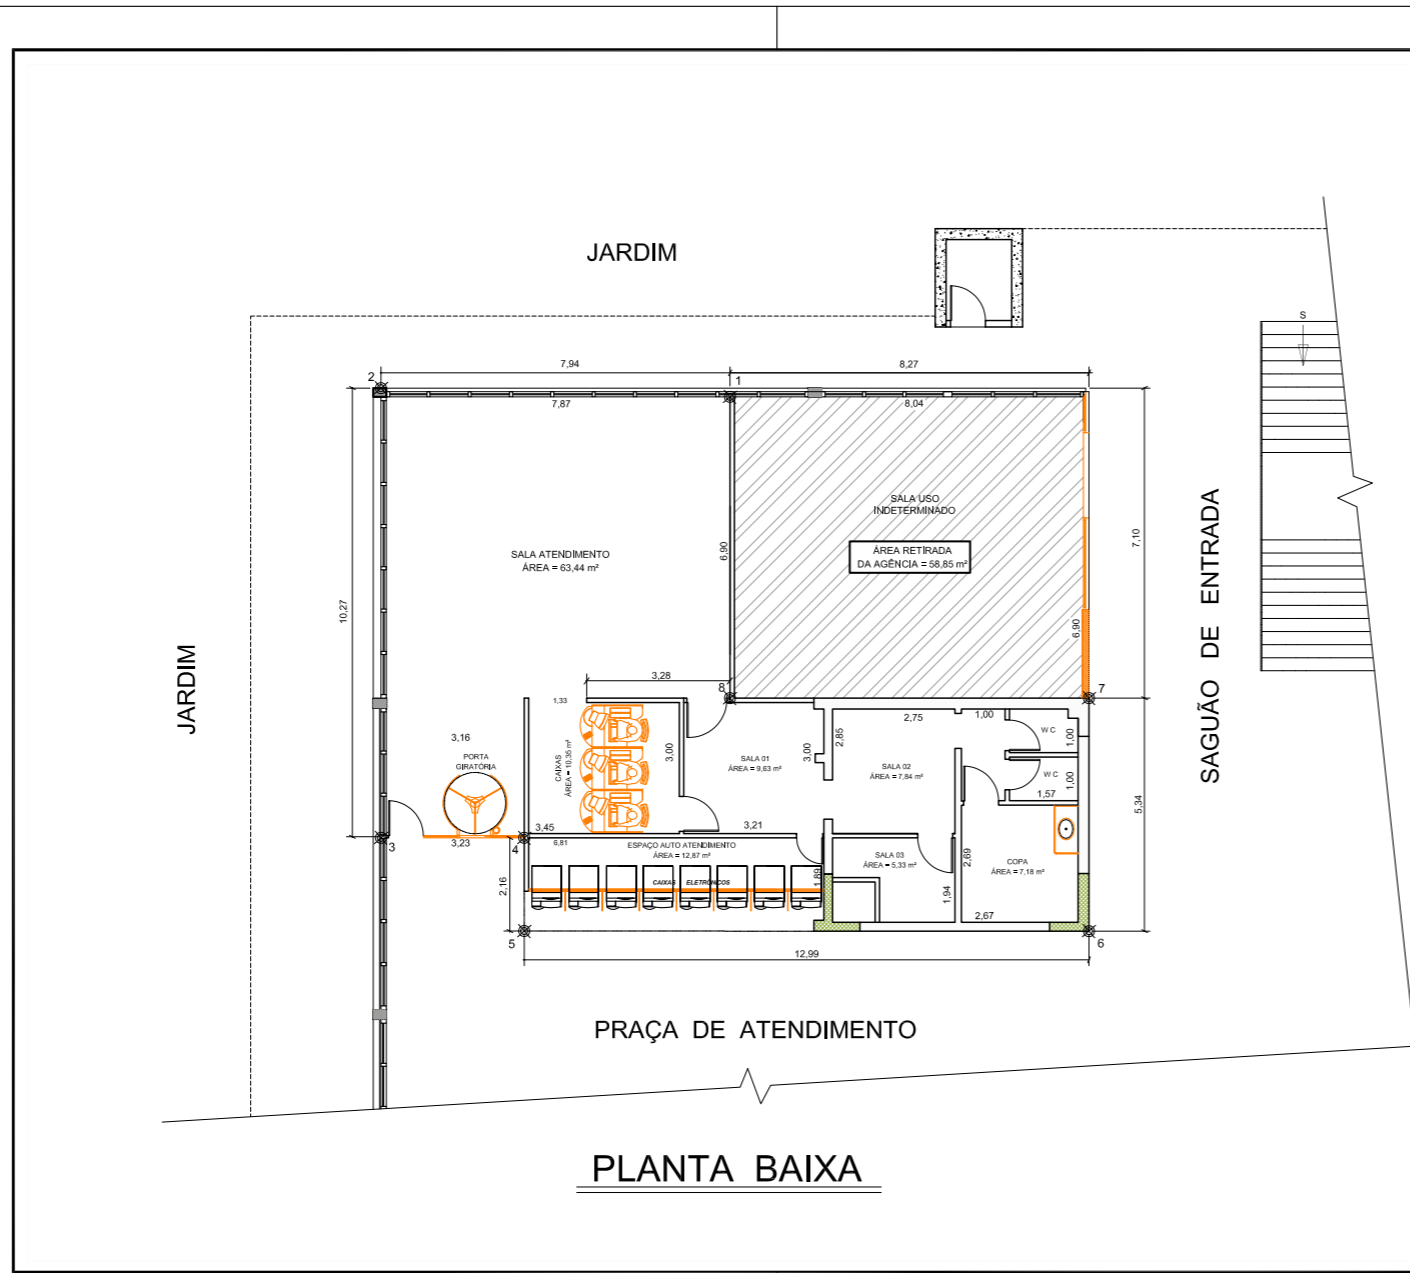 JARDIM
S
7,94
8,27
2
1
7,87
8,04
SALA USO
INDETERMINADO
ÁREA RETIRADA
DA AGÊNCIA = 58,85 m²
SALA ATENDIMENTO
ÁREA = 63,44 m²
6,90
7,10
10,27
6,90
SAGUÃO DE ENTRADA
JARDIM
3,28
8
7
1,33
2,75
1,00
3,16
PORTA
GIRATÓRIA
CAIXAS
ÁREA = 10,35 m²
3,00
SALA 01
ÁREA = 9,63 m²
3,00
2,85
SALA 02
ÁREA = 7,84 m²
W C
1,00
W C
1,00
1,57
5,34
3,45
3,21
3
3,23
4
6,81
ESPAÇO AUTO ATENDIMENTO
ÁREA = 12,87 m²
SALA 03
ÁREA = 5,33 m²
2,69
COPA
ÁREA = 7,18 m²
2,16
CAIXAS ELETRÔNICOS
1,89
1,94
2,67
5
6
12,99
PRAÇA DE ATENDIMENTO
PLANTA BAIXA